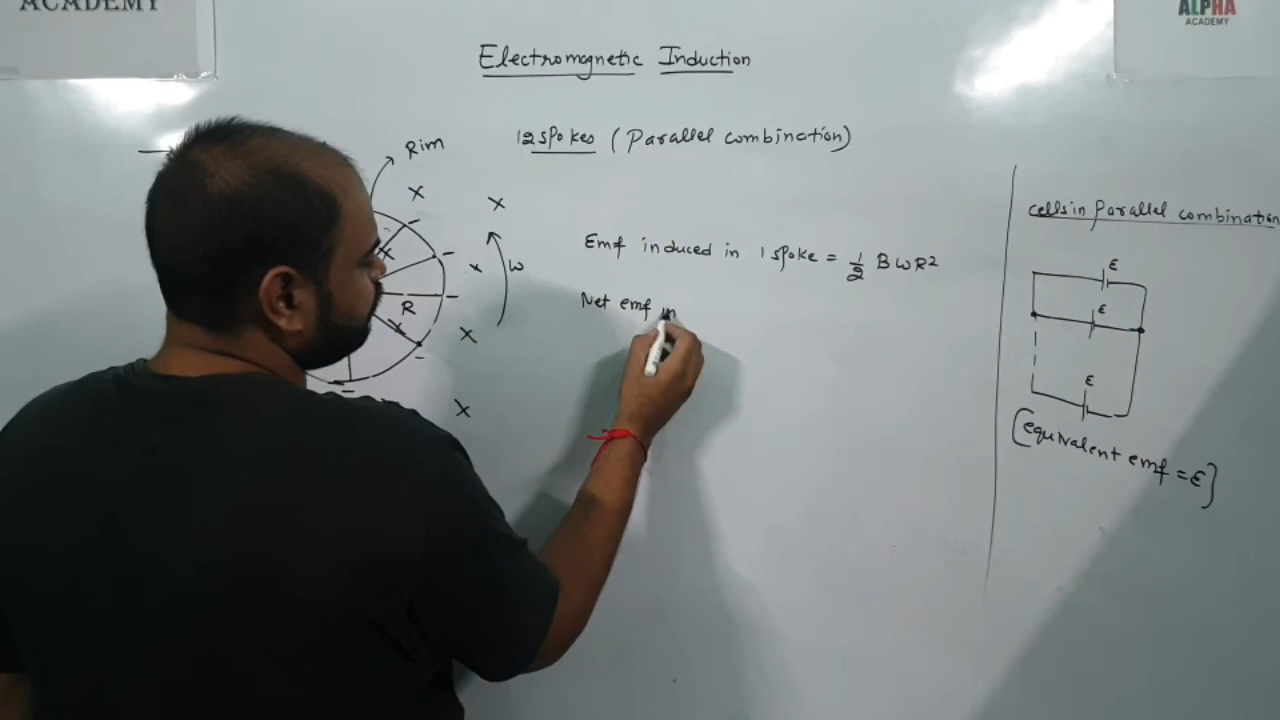 ACADEMY
ALPHA
ACADEMY
Electromagnetic Induction
12 spokes (Parallel combination)
Rim
X X
X X ω
R
X X
X
Emf induced in 1 spoke = 1/2 BωR²
Net emf in
cells in Parallel combination
ε
ε
ε
[equivalent emf = ε]